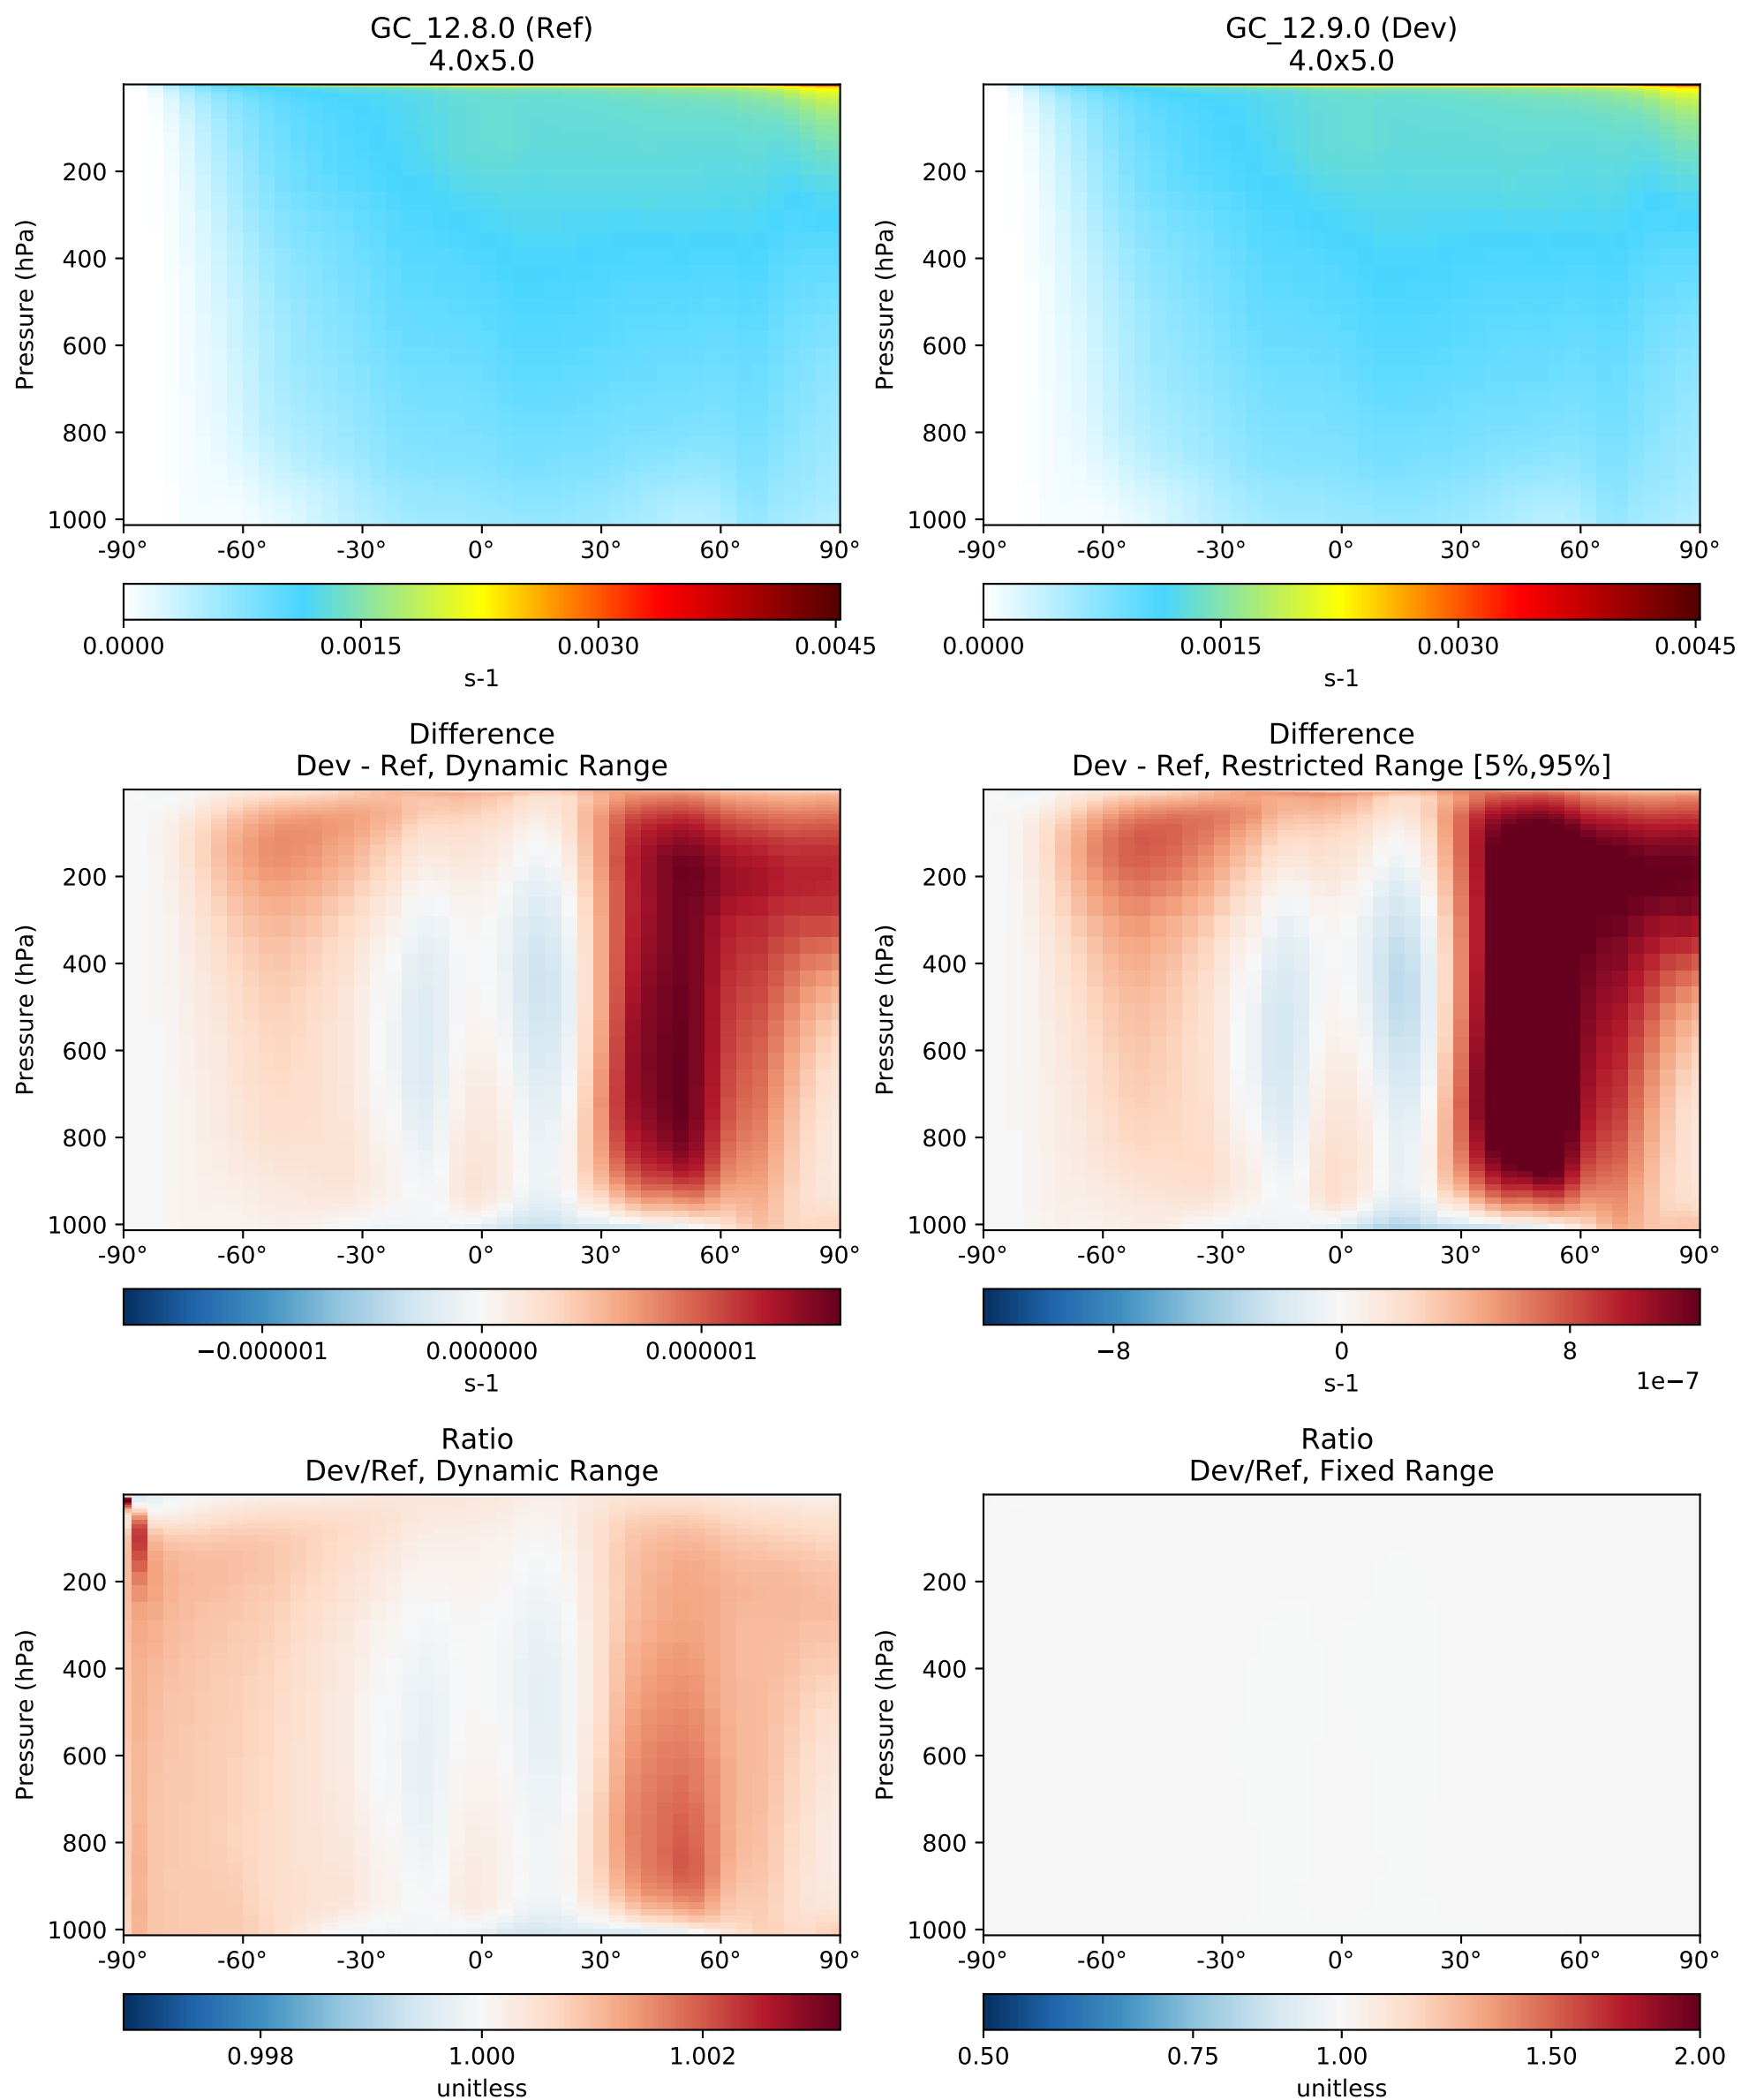 GC_12.8.0 (Ref)
4.0x5.0
Pressure (hPa)
200
400
600
800
1000
-90° -60° -30° 0° 30° 60° 90°
0.0000 0.0015 0.0030 0.0045
s-1
GC_12.9.0 (Dev)
4.0x5.0
Pressure (hPa)
200
400
600
800
1000
-90° -60° -30° 0° 30° 60° 90°
0.0000 0.0015 0.0030 0.0045
s-1
Difference
Dev - Ref, Dynamic Range
Pressure (hPa)
200
400
600
800
1000
-90° -60° -30° 0° 30° 60° 90°
−0.000001 0.000000 0.000001
s-1
Difference
Dev - Ref, Restricted Range [5%,95%]
Pressure (hPa)
200
400
600
800
1000
-90° -60° -30° 0° 30° 60° 90°
−8 0 8
s-1 1e−7
Ratio
Dev/Ref, Dynamic Range
Pressure (hPa)
200
400
600
800
1000
-90° -60° -30° 0° 30° 60° 90°
0.998 1.000 1.002
unitless
Ratio
Dev/Ref, Fixed Range
Pressure (hPa)
200
400
600
800
1000
-90° -60° -30° 0° 30° 60° 90°
0.50 0.75 1.00 1.50 2.00
unitless